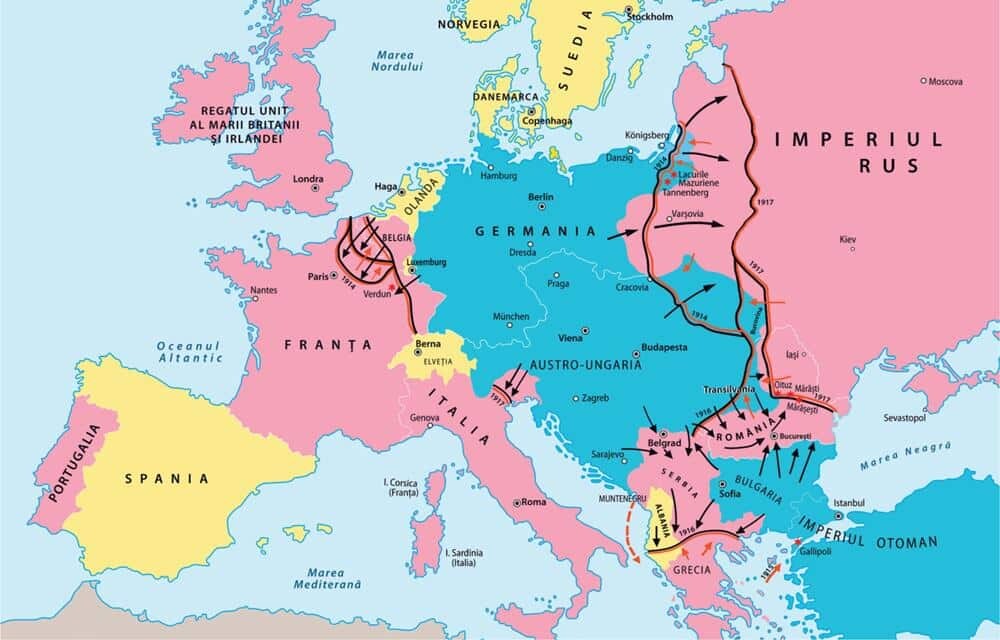 NORVEGIA
SUEDIA
Stockholm
Marea
Nordului
DANEMARCA
Copenhaga
Moscova
REGATUL UNIT
AL MARII BRITANII
ȘI IRLANDEI
Königsberg
IMPERIUL
RUS
Danzig
1914
Lacurile
Mazuriene
Tannenberg
Hamburg
Londra
Haga
OLANDA
Berlin
Varșovia
1917
BELGIA
GERMANIA
Dresda
Kiev
Luxemburg
Paris
1914
Verdun
Nantes
Praga
Cracovia
1917
München
1914
Bucovina
Oceanul
Atlantic
FRANȚA
Berna
ELVEȚIA
Viena
Budapesta
Iași
AUSTRO-UNGARIA
Transilvania
Oituz
Mărăști
1917
Mărășești
1917
Zagreb
ITALIA
Genova
1916
ROMÂNIA
București
Sevastopol
Belgrad
Sarajevo
Marea Neagră
PORTUGALIA
SPANIA
I. Corsica
(Franța)
SERBIA
Sofia
BULGARIA
MUNTENEGRU
Roma
ALBANIA
1916
Istanbul
IMPERIUL OTOMAN
Gallipoli
I. Sardinia
(Italia)
GRECIA
1915
Marea
Mediterană